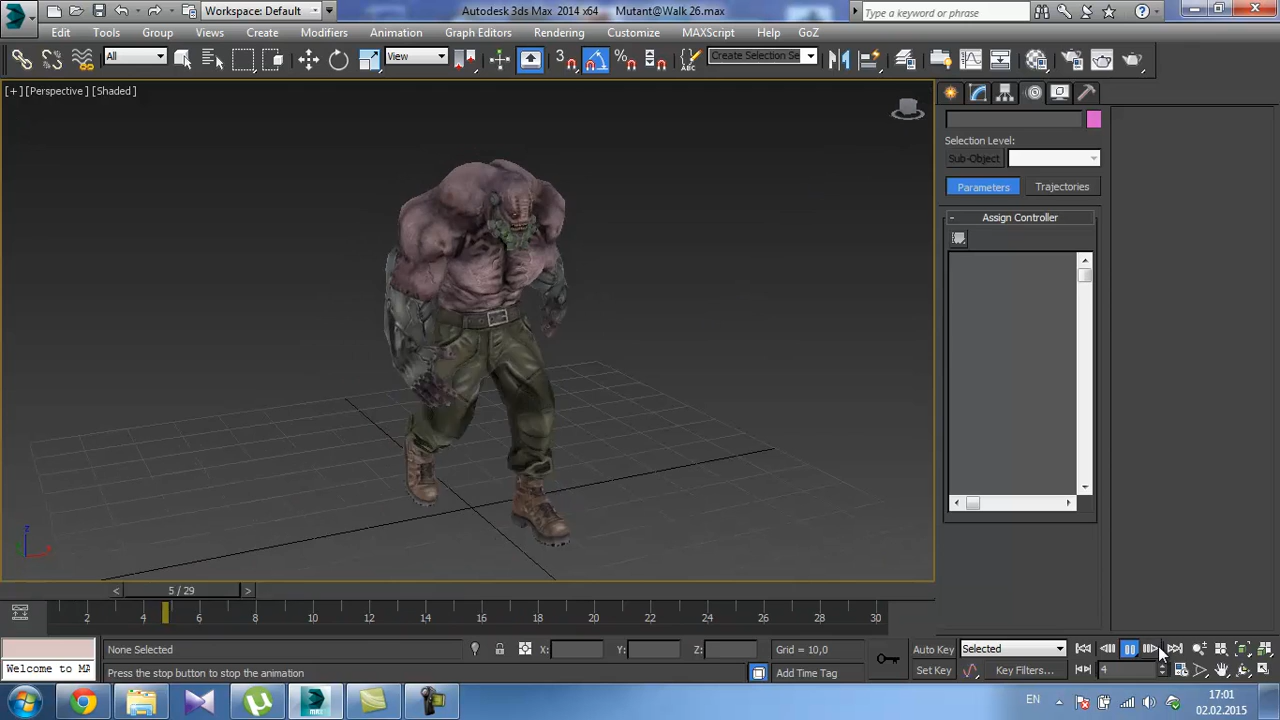 Workspace: Default
Autodesk 3ds Max 2014 x64 Mutant@Walk 26.max
Type a keyword or phrase
Edit Tools Group Views Create Modifiers Animation Graph Editors Rendering Customize MAXScript Help GoZ
All View 3 Create Selection Se
[+] [Perspective] [Shaded]
Selection Level:
Sub-Object
Parameters Trajectories
- Assign Controller
z
< 5 / 29 >
2 4 6 8 10 12 14 16 18 20 22 24 26 28 30
None Selected X: Y: Z: Grid = 10,0 Auto Key Selected
Welcome to MA Press the stop button to stop the animation Add Time Tag Set Key Key Filters... 4
EN 17:01
02.02.2015